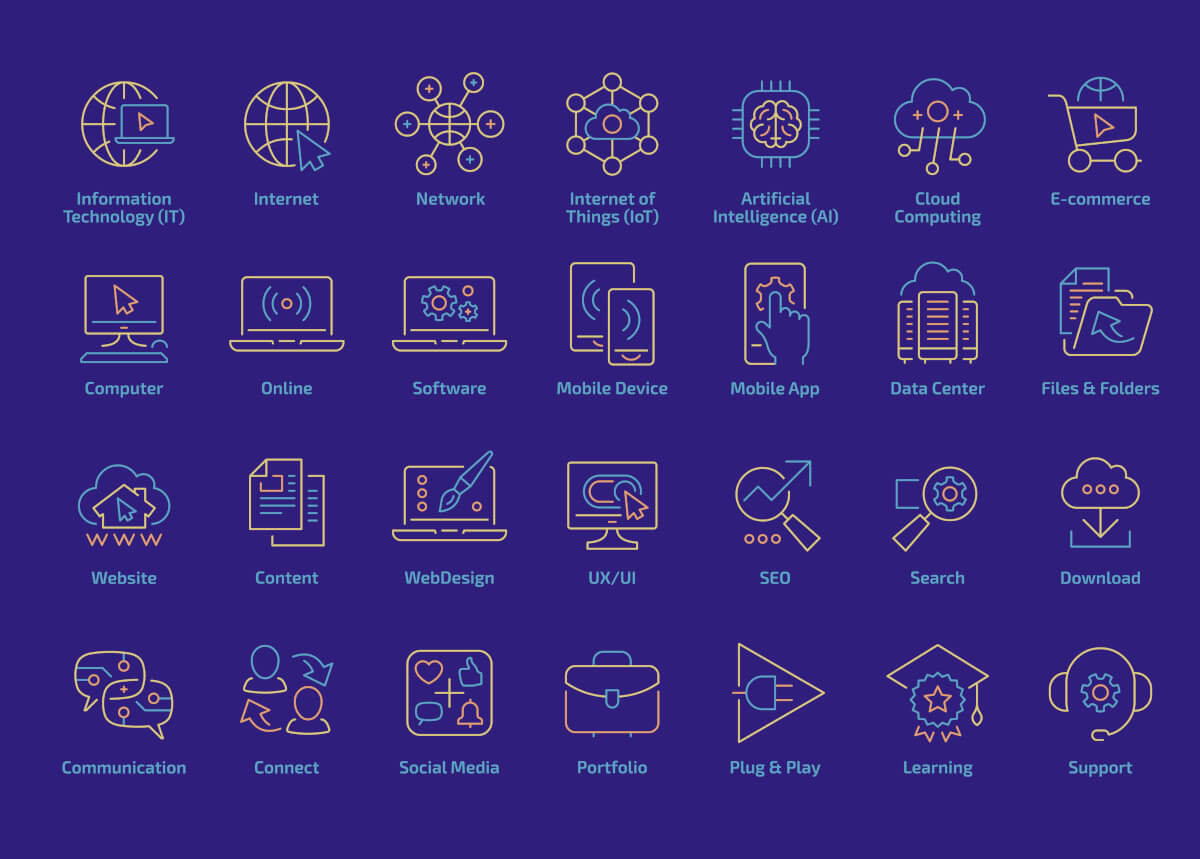 Information
Technology (IT)
Internet
Network
Internet of
Things (IoT)
Artificial
Intelligence (AI)
Cloud
Computing
E-commerce
Computer
Online
Software
Mobile Device
Mobile App
Data Center
Files & Folders
Website
Content
WebDesign
UX/UI
SEO
Search
Download
Communication
Connect
Social Media
Portfolio
Plug & Play
Learning
Support